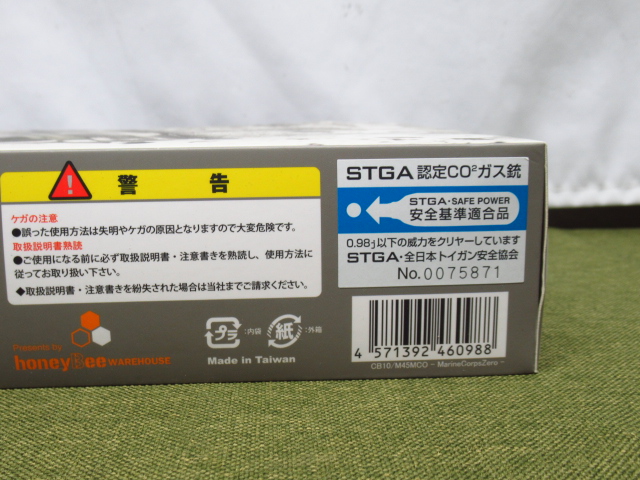 警 告
ケガの注意
●誤った使用方法は失明やケガの原因となりますので大変危険です。
取扱説明書熟読
●ご使用になる前に必ず取扱説明書・注意書きを熟読し、使用方法に
従ってお取り扱い下さい。
◆取扱説明書・注意書きを紛失された場合は当社までご請求ください。
Presents by
honeyBee WAREHOUSE
プラ :内袋 紙 :外箱
Made in Taiwan
STGA 認定CO²ガス銃
STGA・SAFE POWER
安全基準適合品
0.98j以下の威力をクリヤーしています
STGA・全日本トイガン安全協会
No.0075871
4 571392 460988
CB10/M45MCO - MarineCorpsZero -